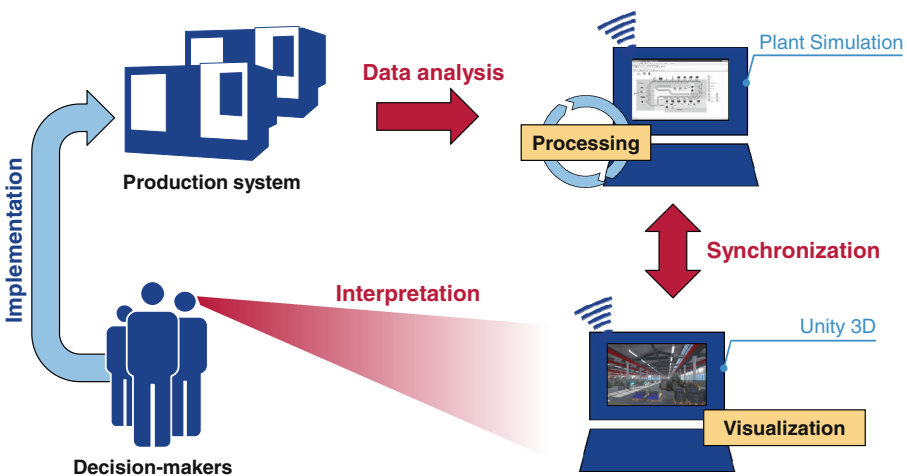 Plant Simulation
Data analysis
Processing
Production system
Implementation
Synchronization
Interpretation
Unity 3D
Visualization
Decision-makers